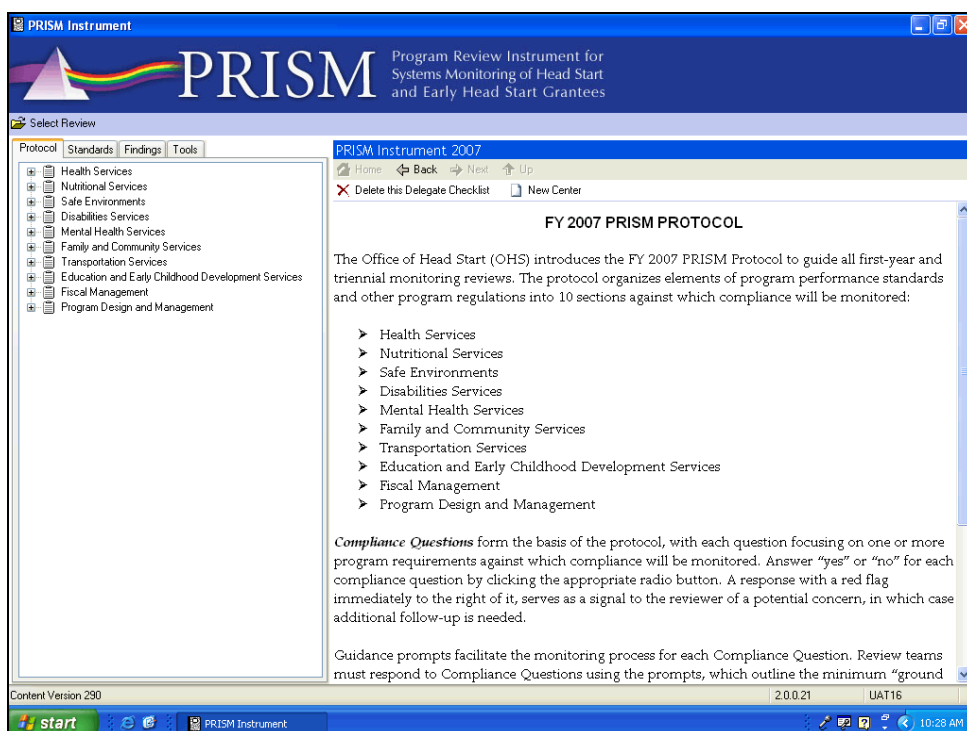 PRISM Instrument
PRISM
Program Review Instrument for
Systems Monitoring of Head Start
and Early Head Start Grantees
Select Review
Protocol Standards Findings Tools
Health Services
Nutritional Services
Safe Environments
Disabilities Services
Mental Health Services
Family and Community Services
Transportation Services
Education and Early Childhood Development Services
Fiscal Management
Program Design and Management
PRISM Instrument 2007
Home Back Next Up
Delete this Delegate Checklist New Center
FY 2007 PRISM PROTOCOL
The Office of Head Start (OHS) introduces the FY 2007 PRISM Protocol to guide all first-year and
triennial monitoring reviews. The protocol organizes elements of program performance standards
and other program regulations into 10 sections against which compliance will be monitored:
➤ Health Services
➤ Nutritional Services
➤ Safe Environments
➤ Disabilities Services
➤ Mental Health Services
➤ Family and Community Services
➤ Transportation Services
➤ Education and Early Childhood Development Services
➤ Fiscal Management
➤ Program Design and Management
Compliance Questions form the basis of the protocol, with each question focusing on one or more
program requirements against which compliance will be monitored. Answer “yes” or “no” for each
compliance question by clicking the appropriate radio button. A response with a red flag
immediately to the right of it, serves as a signal to the reviewer of a potential concern, in which case
additional follow-up is needed.
Guidance prompts facilitate the monitoring process for each Compliance Question. Review teams
must respond to Compliance Questions using the prompts, which outline the minimum “ground
Content Version 290 2.0.0.21 UAT16
start PRISM Instrument 10:28 AM